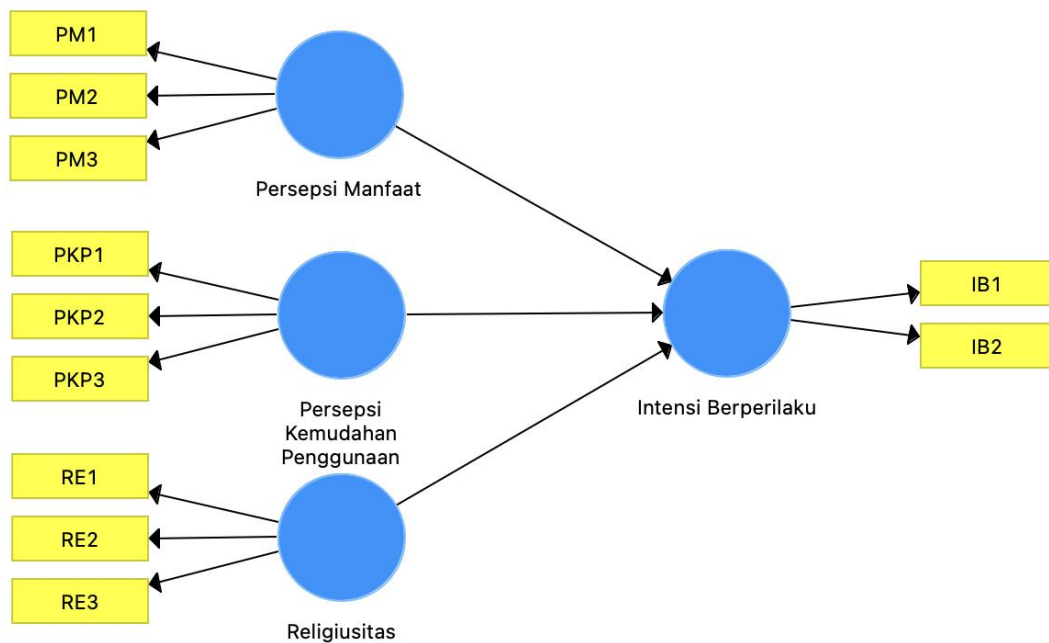 PM1
PM2
PM3
Persepsi Manfaat
PKP1
PKP2
PKP3
Persepsi
Kemudahan
Penggunaan
RE1
RE2
RE3
Religiusitas
Intensi Berperilaku
IB1
IB2